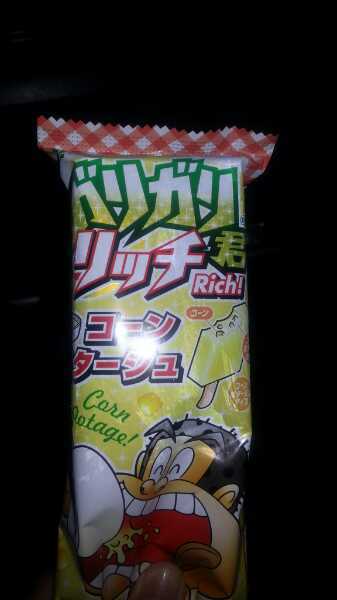 ガリガリ
君
リッチ
Rich!
コーン
コーン
タージュ
Corn
Potage!